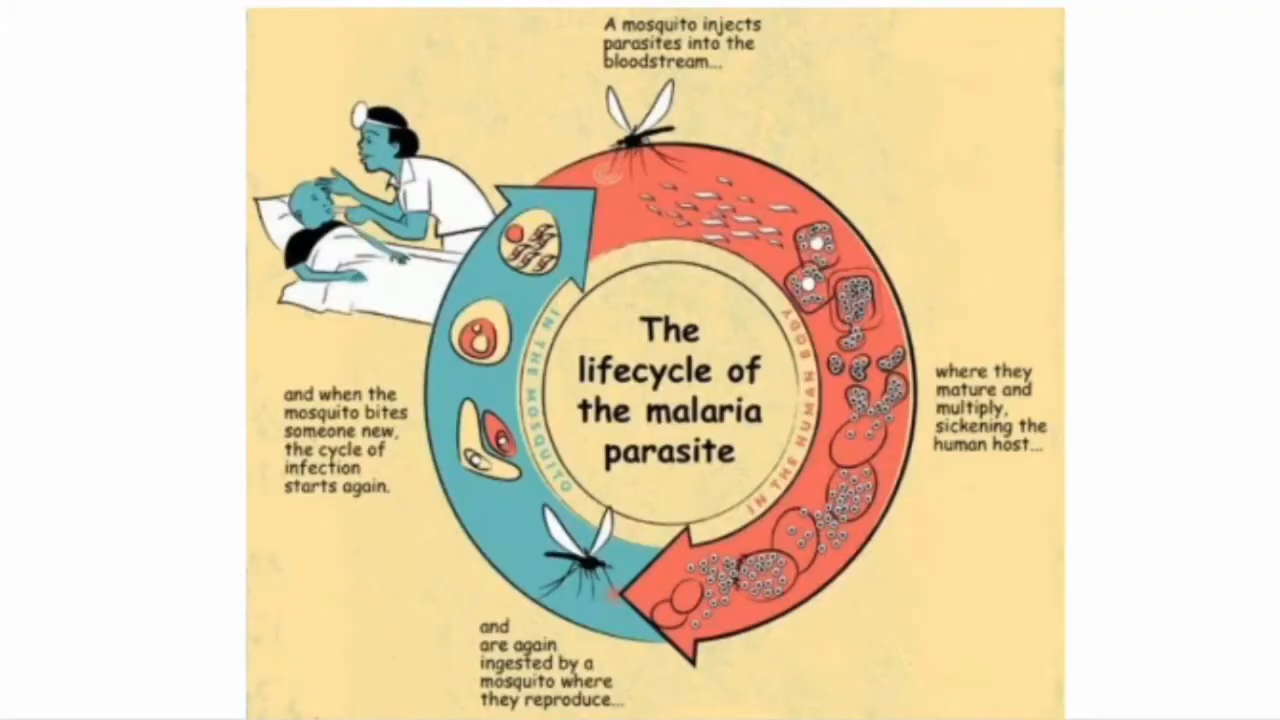 A mosquito injects
parasites into the
bloodstream...
The
lifecycle of
the malaria
parasite
IN THE HUMAN BODY
where they
mature and
multiply,
sickening the
human host...
and
are again
ingested by a
mosquito where
they reproduce...
IN THE MOSQUITO
and when the
mosquito bites
someone new,
the cycle of
infection
starts again.